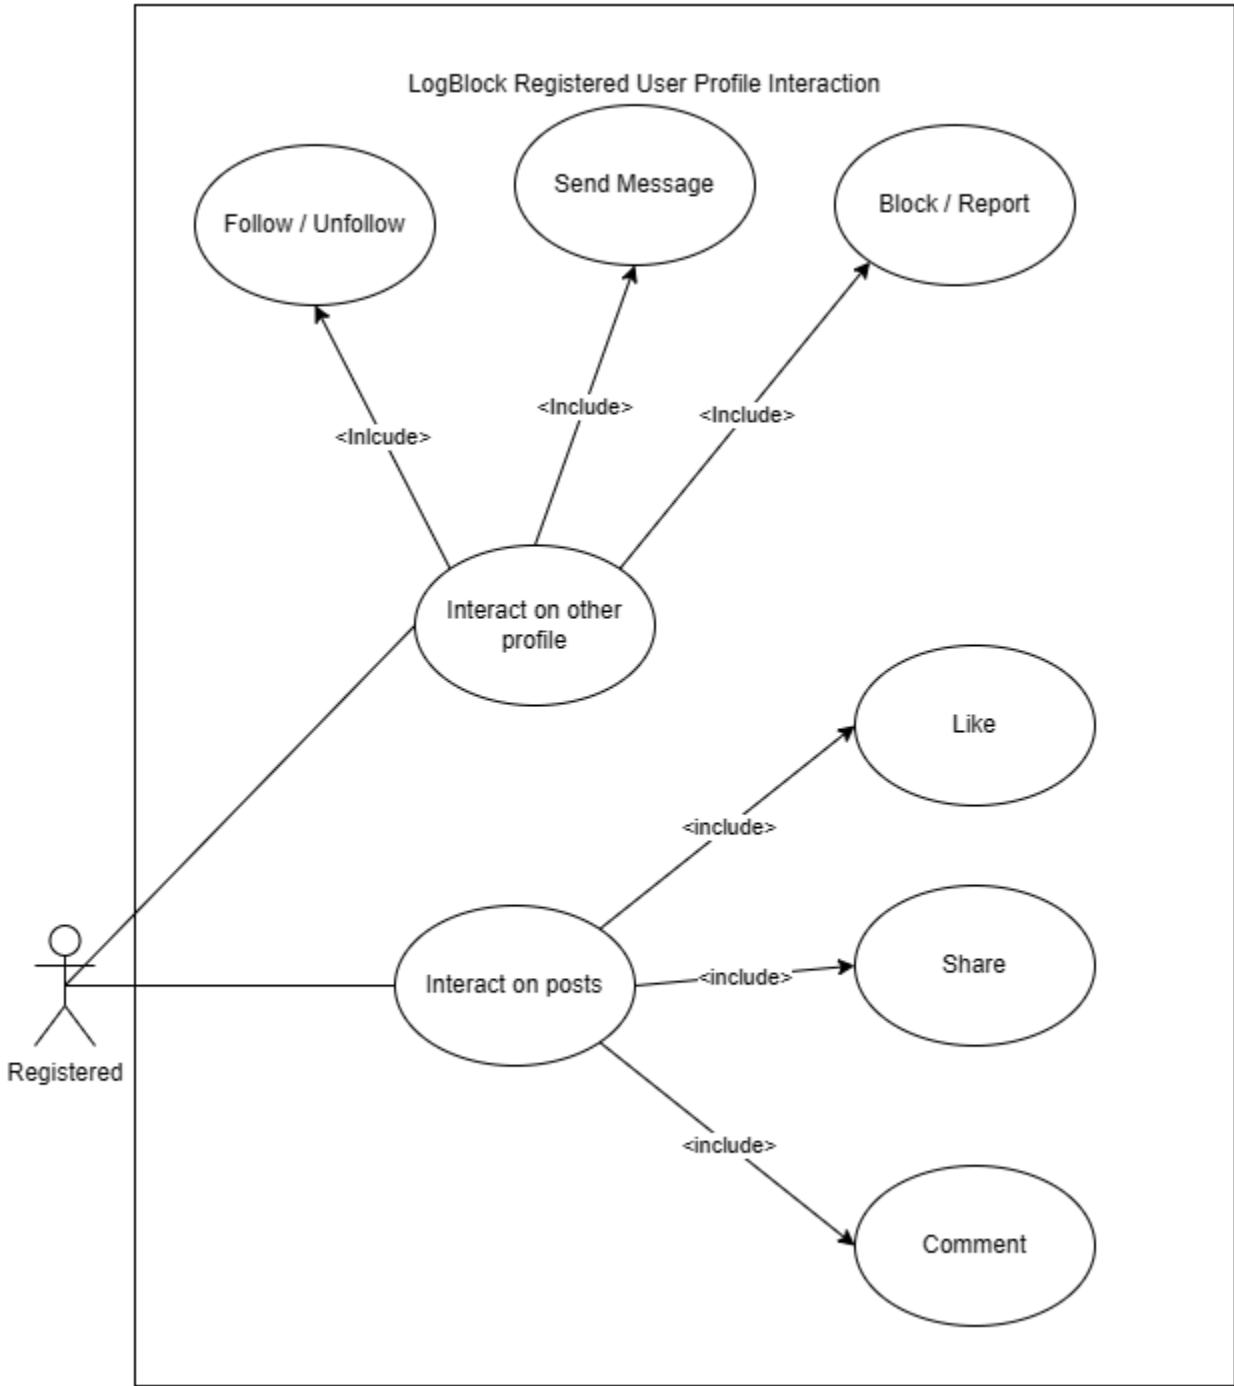 LogBlock Registered User Profile Interaction
Follow / Unfollow
Send Message
Block / Report
<Inlcude>
<Include>
<Include>
Interact on other
profile
Like
<include>
Share
Interact on posts
<include>
Registered
<include>
Comment